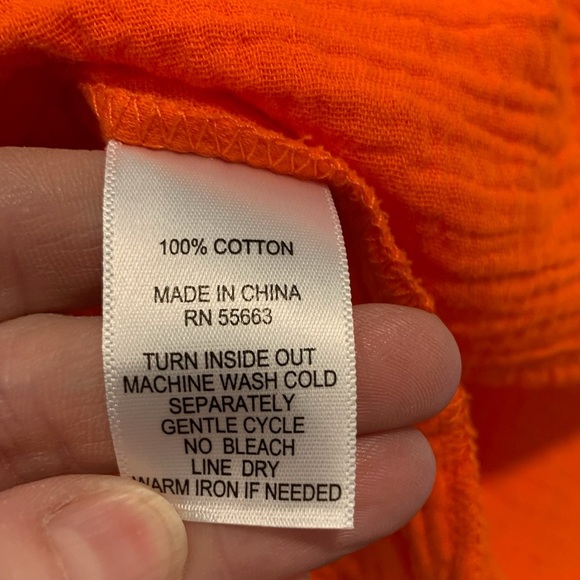 100% COTTON
MADE IN CHINA
RN 55663
TURN INSIDE OUT
MACHINE WASH COLD
SEPARATELY
GENTLE CYCLE
NO BLEACH
LINE DRY
WARM IRON IF NEEDED